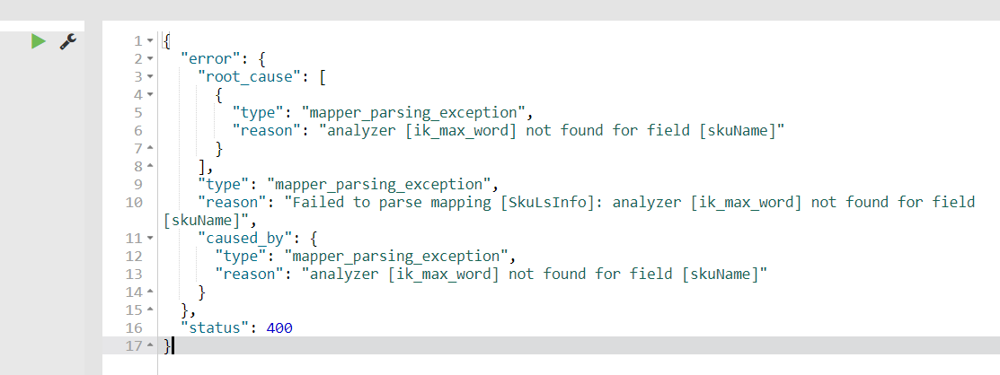 1 {
2 "error": {
3 "root_cause": [
4 {
5 "type": "mapper_parsing_exception",
6 "reason": "analyzer [ik_max_word] not found for field [skuName]"
7 }
8 ],
9 "type": "mapper_parsing_exception",
10 "reason": "Failed to parse mapping [SkuLsInfo]: analyzer [ik_max_word] not found for field
[skuName]",
11 "caused_by": {
12 "type": "mapper_parsing_exception",
13 "reason": "analyzer [ik_max_word] not found for field [skuName]"
14 }
15 },
16 "status": 400
17 }